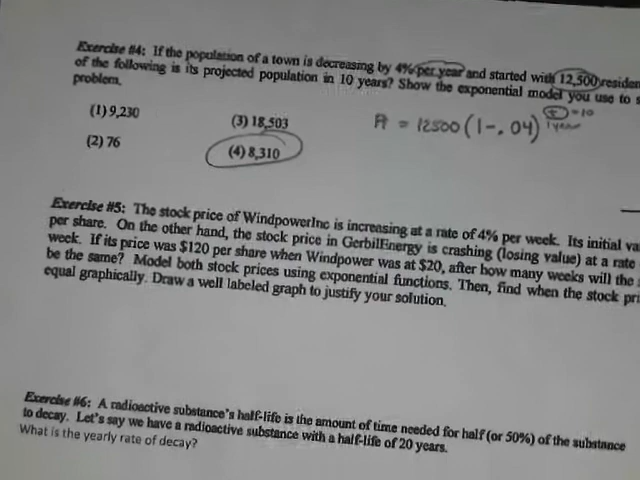 Exercise #4: If the population of a town is decreasing by 4% per year and started with 12,500 residen
of the following is its projected population in 10 years? Show the exponential model you use to s
problem.
(1) 9,230
(3) 18,503
(2) 76
(4) 8,310
A = 12500 (1-.04)
t = 10
1 year
Exercise #5: The stock price of WindpowerInc is increasing at a rate of 4% per week. Its initial va
per share. On the other hand, the stock price in GerbilEnergy is crashing (losing value) at a rate
week. If its price was $120 per share when Windpower was at $20, after how many weeks will the
be the same? Model both stock prices using exponential functions. Then, find when the stock pri
equal graphically. Draw a well labeled graph to justify your solution.
Exercise #6: A radioactive substance's half-life is the amount of time needed for half (or 50%) of the substance
to decay. Let's say we have a radioactive substance with a half-life of 20 years.
What is the yearly rate of decay?